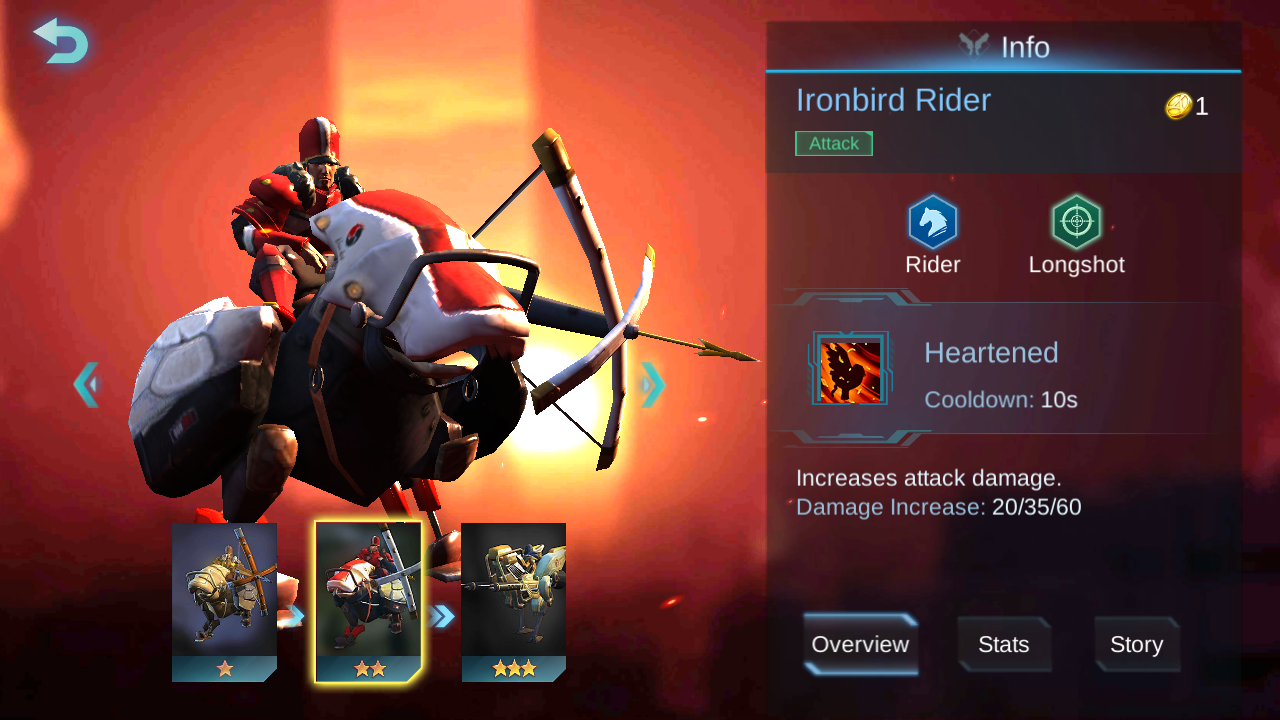 Info
Ironbird Rider
1
Attack
Rider
Longshot
Heartened
Cooldown: 10s
Increases attack damage.
Damage Increase: 20/35/60
Overview
Stats
Story